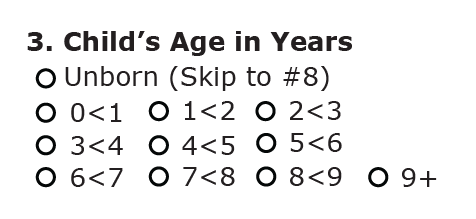 3. Child's Age in Years
Unborn (Skip to #8)
0<1 1<2 2<3
3<4 4<5 5<6
6<7 7<8 8<9 9+